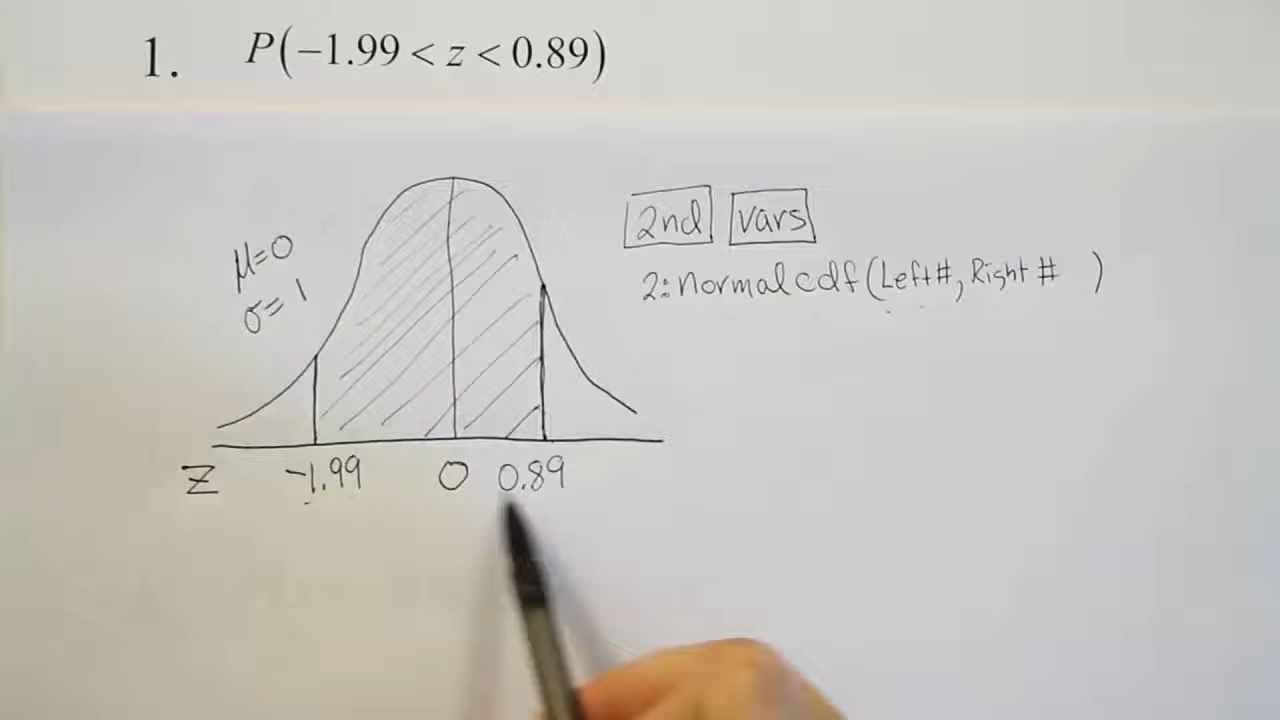 1. P(−1.99 < z < 0.89)
2nd vars
μ=0
σ=1
2:normalcdf(Left#, Right# )
Z -1.99 0 0.89